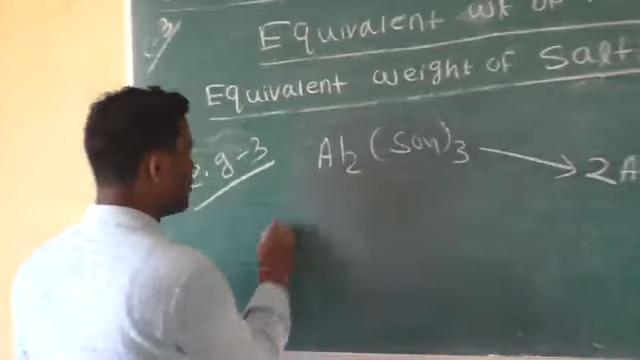 Equivalent wt of
Equivalent weight of Salt
e.g-3 Al2(SO4)3 → 2A